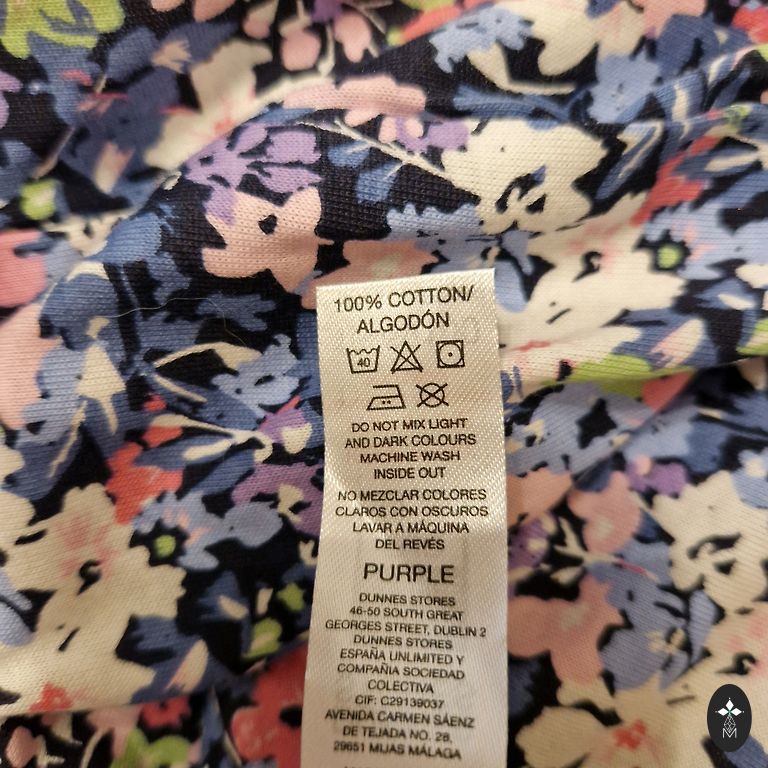 100% COTTON/
ALGODÓN
40
DO NOT MIX LIGHT
AND DARK COLOURS
MACHINE WASH
INSIDE OUT
NO MEZCLAR COLORES
CLAROS CON OSCUROS
LAVAR A MÁQUINA
DEL REVÉS
PURPLE
DUNNES STORES
46-50 SOUTH GREAT
GEORGES STREET, DUBLIN 2
DUNNES STORES
ESPAÑA UNLIMITED Y
COMPAÑIA SOCIEDAD
COLECTIVA
CIF: C29139037
AVENIDA CARMEN SÁENZ
DE TEJADA NO. 28,
29651 MIJAS MÁLAGA